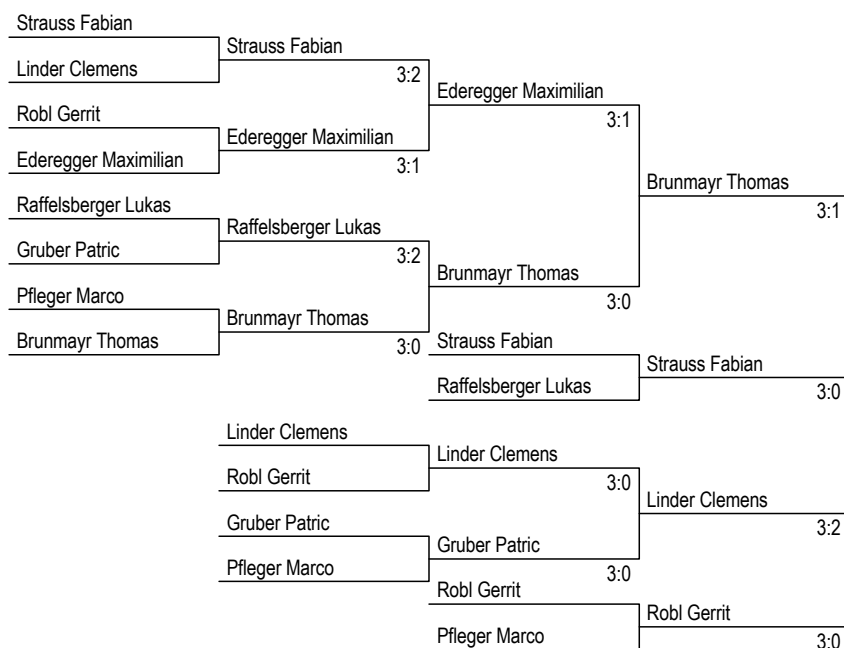 Strauss Fabian
Strauss Fabian
Linder Clemens
3:2
Ederegger Maximilian
Robl Gerrit
3:1
Ederegger Maximilian
Ederegger Maximilian
3:1
Brunmayr Thomas
Raffelsberger Lukas
3:1
Raffelsberger Lukas
Gruber Patric
3:2
Brunmayr Thomas
Pfleger Marco
3:0
Brunmayr Thomas
Brunmayr Thomas
3:0
Strauss Fabian
Strauss Fabian
Raffelsberger Lukas
3:0
Linder Clemens
Linder Clemens
Robl Gerrit
3:0
Linder Clemens
Gruber Patric
3:2
Gruber Patric
Pfleger Marco
3:0
Robl Gerrit
Robl Gerrit
Pfleger Marco
3:0